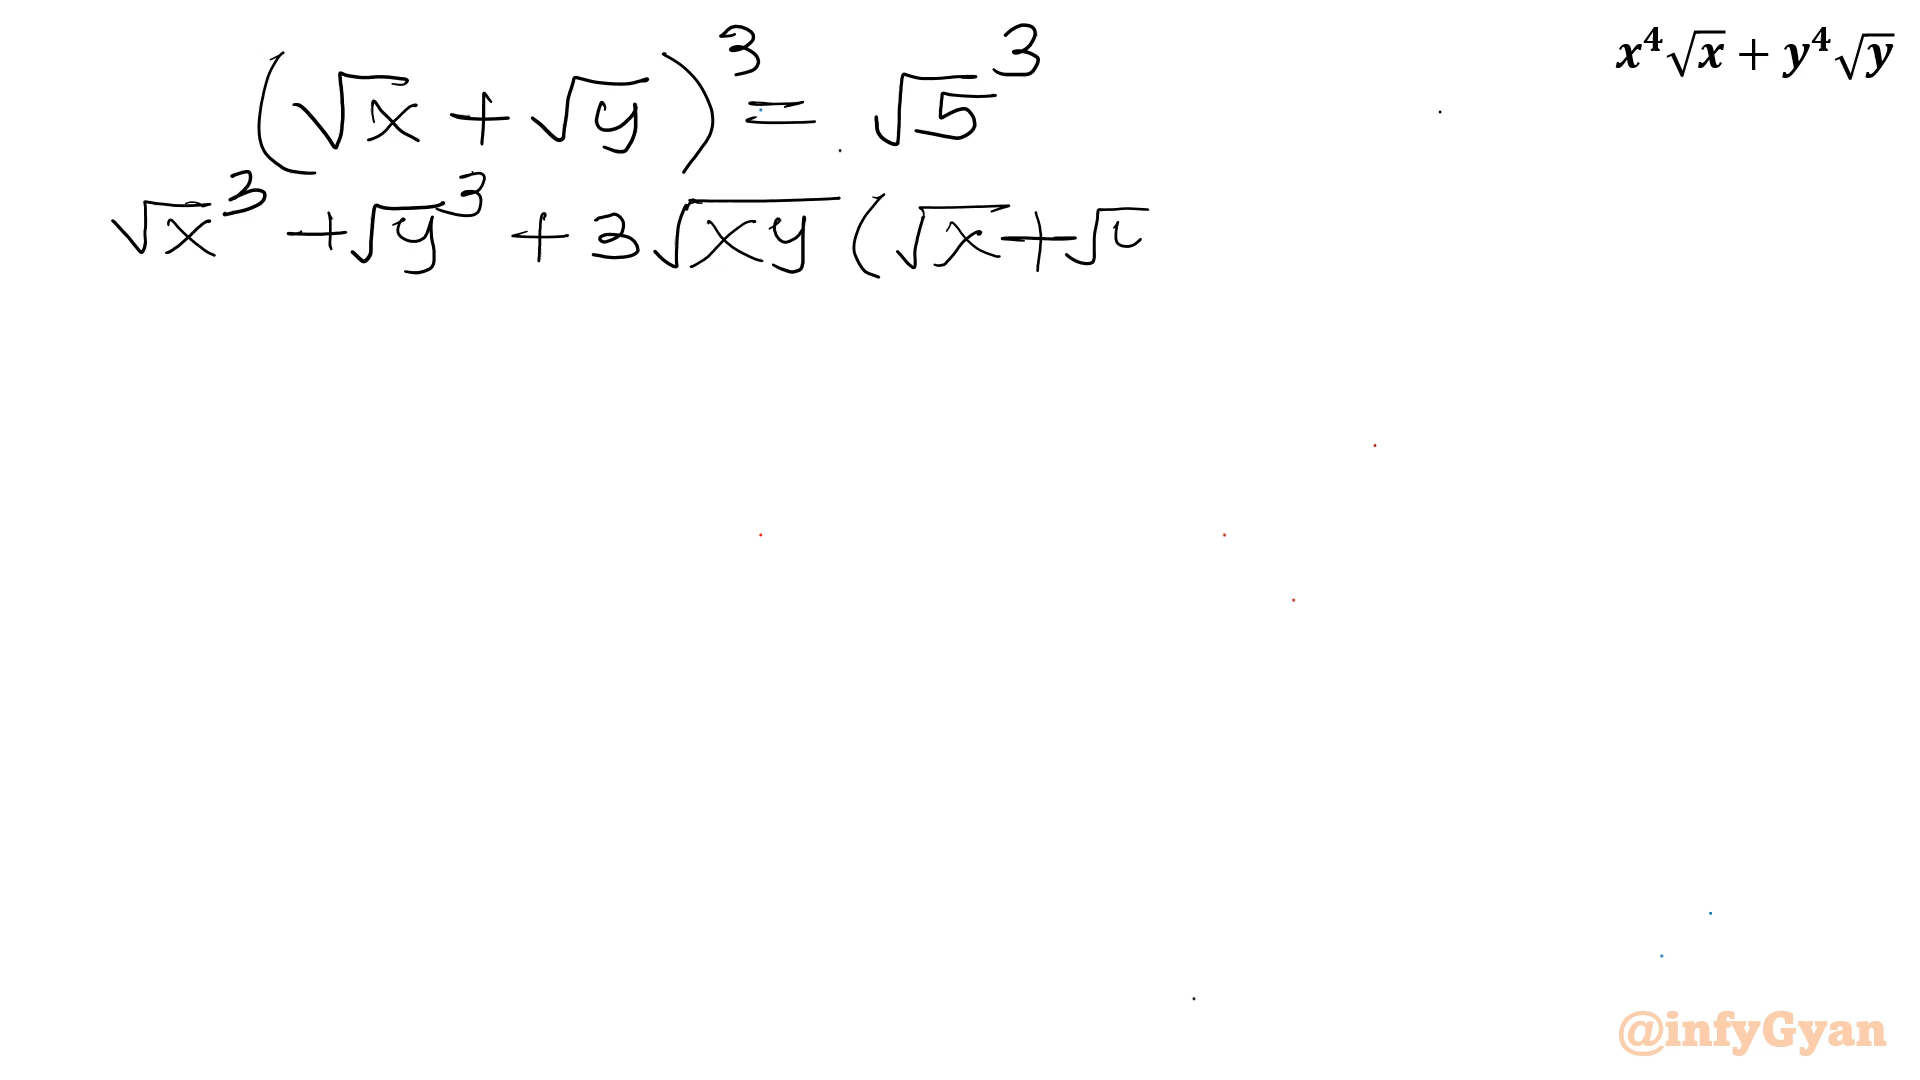 x⁴√x + y⁴√y
(√x + √y)³ = √5³
√x³ + √y³ + 3√xy (√x + √
@infyGyan